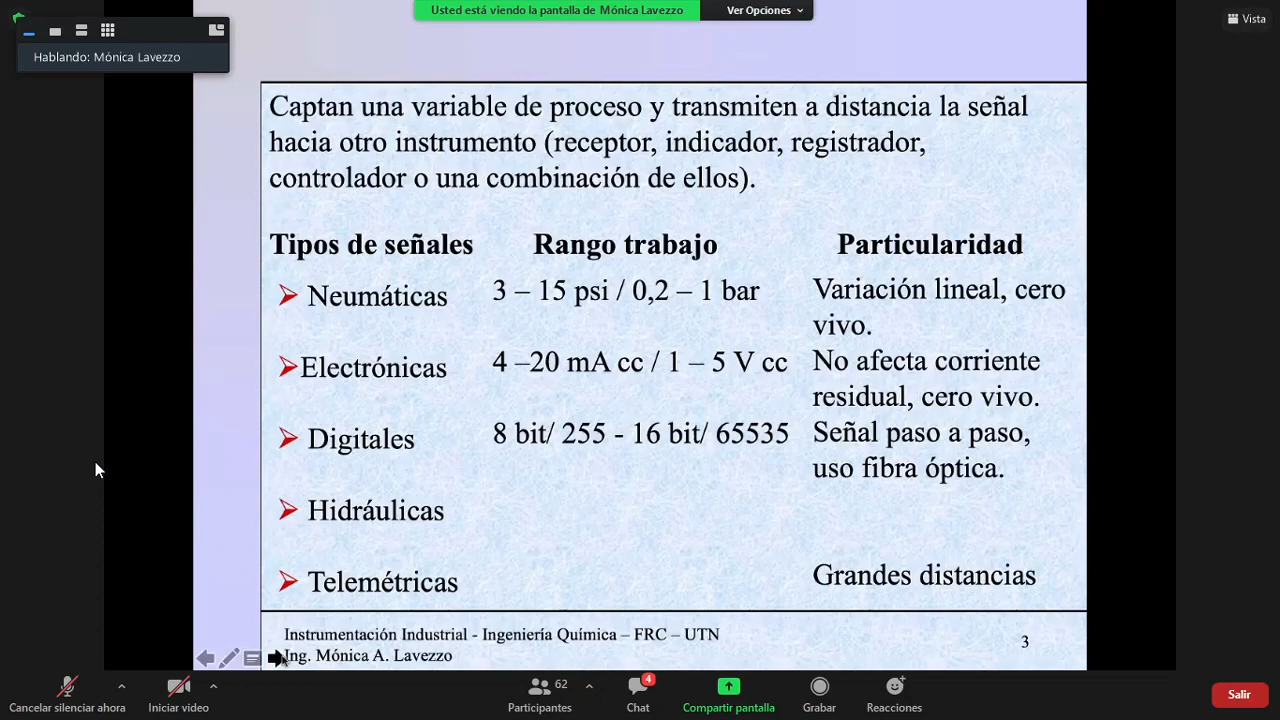 Usted está viendo la pantalla de Mónica Lavezzo
Ver Opciones
Vista
Hablando: Mónica Lavezzo
Captan una variable de proceso y transmiten a distancia la señal
hacia otro instrumento (receptor, indicador, registrador,
controlador o una combinación de ellos).
Tipos de señales Rango trabajo Particularidad
Neumáticas 3 – 15 psi / 0,2 – 1 bar Variación lineal, cero
vivo.
Electrónicas 4 –20 mA cc / 1 – 5 V cc No afecta corriente
residual, cero vivo.
Digitales 8 bit/ 255 - 16 bit/ 65535 Señal paso a paso,
uso fibra óptica.
Hidráulicas
Telemétricas Grandes distancias
Instrumentación Industrial - Ingeniería Química – FRC – UTN
Ing. Mónica A. Lavezzo
3
Cancelar silenciar ahora
Iniciar video
62
Participantes
4
Chat
Compartir pantalla
Grabar
Reacciones
Salir